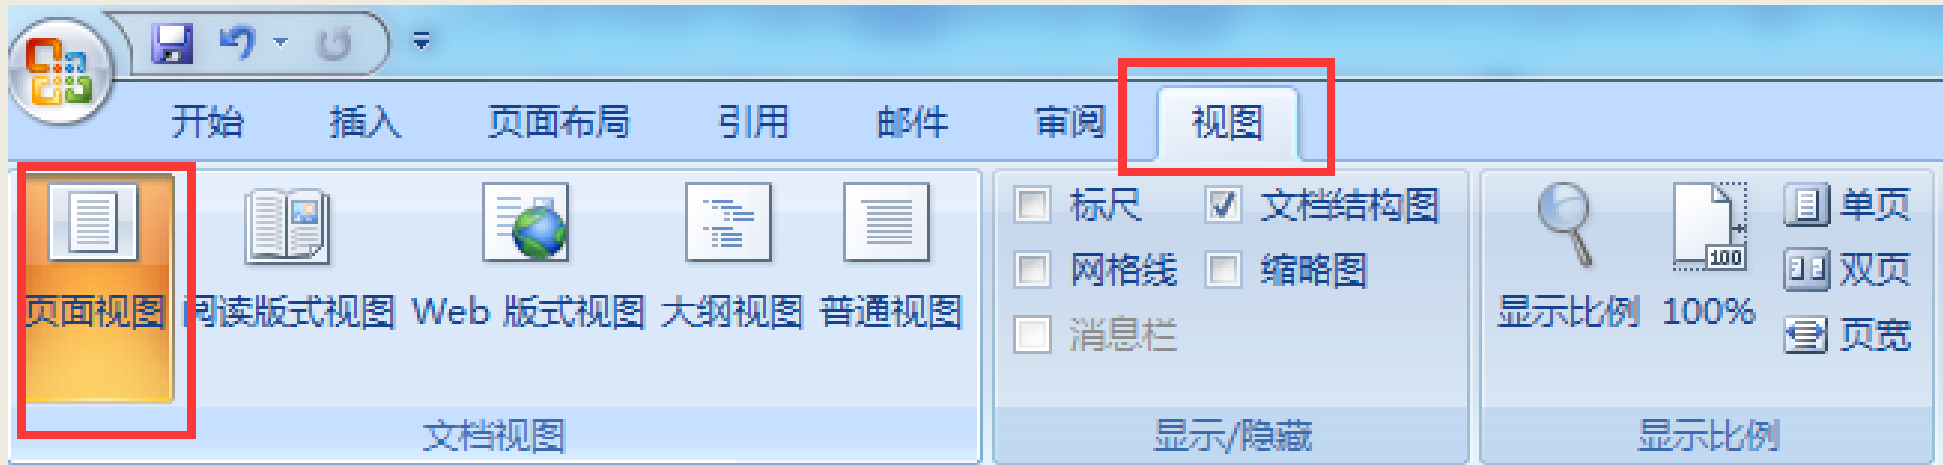 开始 插入 页面布局 引用 邮件 审阅 视图
标尺 文档结构图 单页
100
网格线 缩略图 双页
页面视图 阅读版式视图 Web 版式视图 大纲视图 普通视图 显示比例 100%
消息栏 页宽
文档视图 显示/隐藏 显示比例